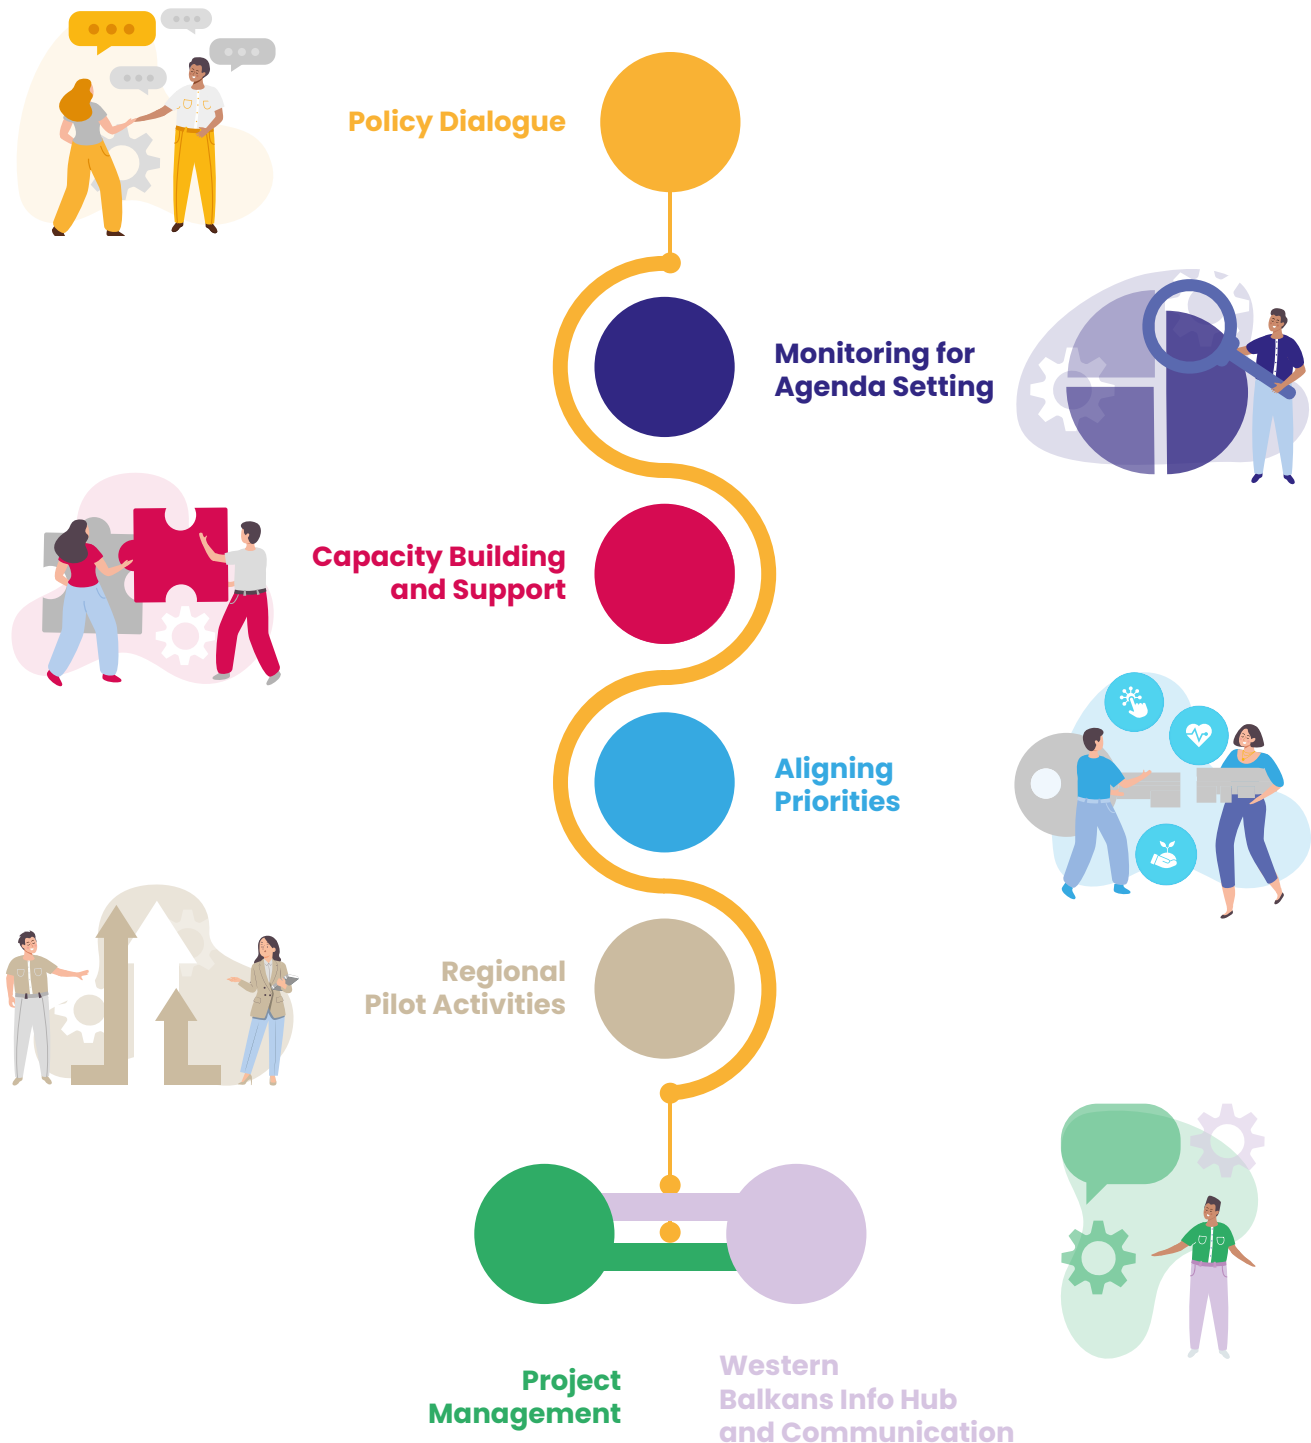 Policy Dialogue
Monitoring for
Agenda Setting
Capacity Building
and Support
Aligning
Priorities
Regional
Pilot Activities
Project
Management
Western
Balkans Info Hub
and Communication